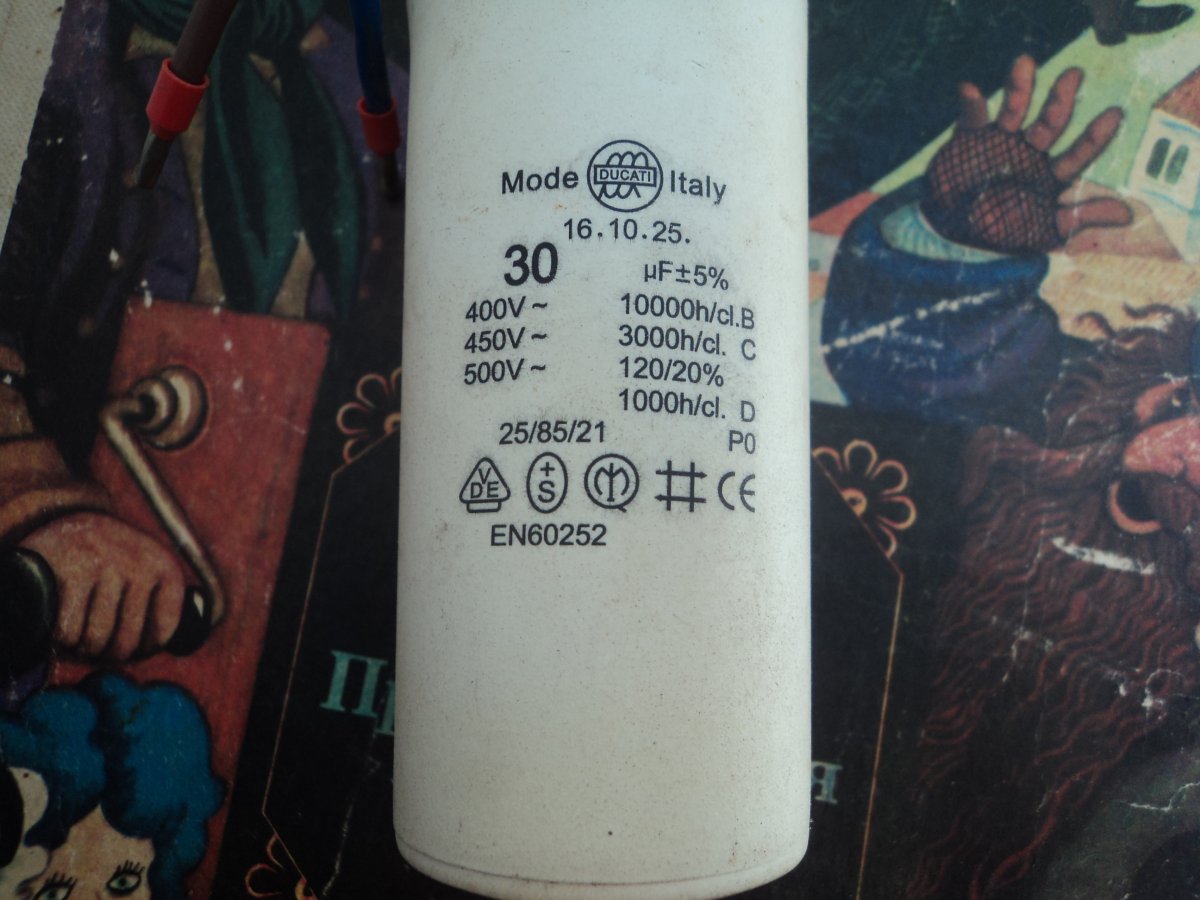 Mode DUCATI Italy
16.10.25.
30 µF±5%
400V~ 10000h/cl.B
450V~ 3000h/cl. C
500V~ 120/20%
1000h/cl. D
25/85/21 P0
VDE +S CE
EN60252